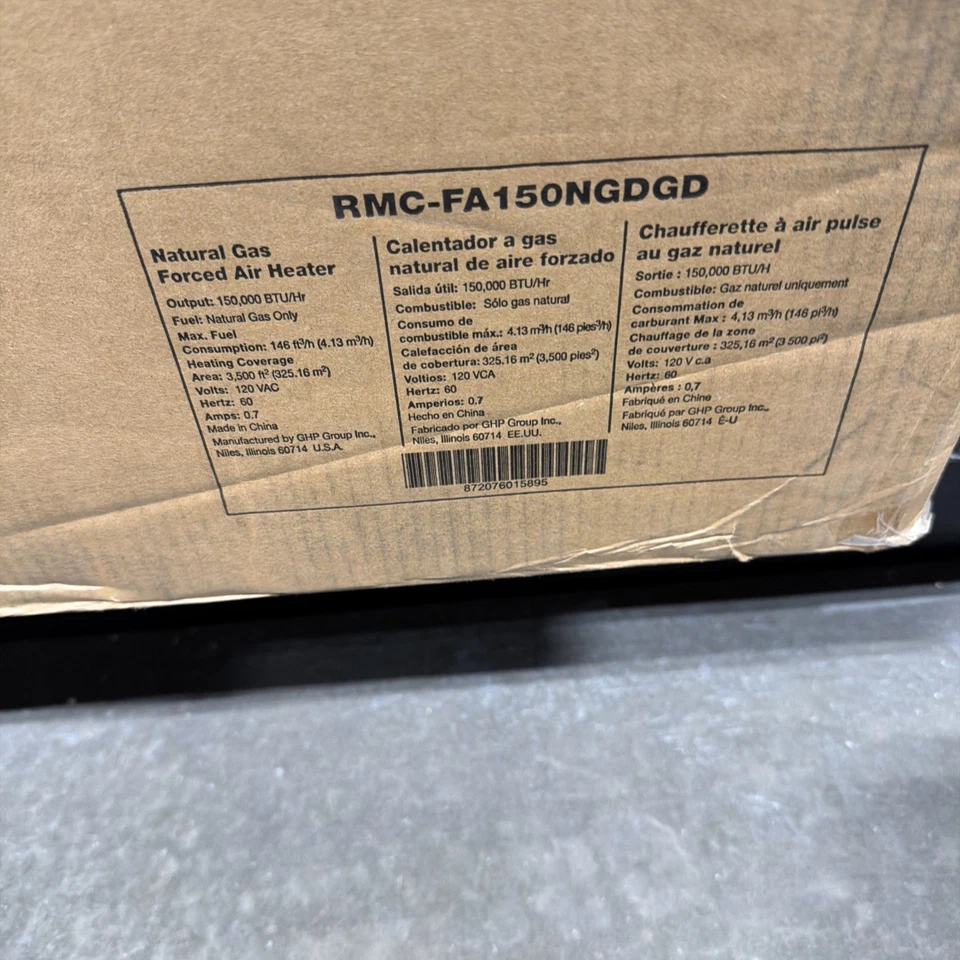 RMC-FA150NGDGD
Natural Gas
Forced Air Heater
Output: 150,000 BTU/Hr
Fuel: Natural Gas Only
Max. Fuel
Consumption: 146 ft³/h (4.13 m³/h)
Heating Coverage
Area: 3,500 ft² (325.16 m²)
Volts: 120 VAC
Hertz: 60
Amps: 0.7
Made in China
Manufactured by GHP Group Inc.,
Niles, Illinois 60714 U.S.A.
Calentador a gas
natural de aire forzado
Salida útil: 150,000 BTU/Hr
Combustible: Sólo gas natural
Consumo de
combustible máx.: 4.13 m³/h (146 pies³/h)
Calefacción de área
de cobertura: 325.16 m² (3,500 pies²)
Voltios: 120 VCA
Hertz: 60
Amperios: 0.7
Hecho en China
Fabricado por GHP Group Inc.,
Niles, Illinois 60714 EE.UU.
872076015895
Chaufferette à air pulse
au gaz naturel
Sortie : 150,000 BTU/H
Combustible: Gaz naturel uniquement
Consommation de
carburant Max : 4,13 m³/h (146 pi³/h)
Chauffage de la zone
de couverture : 325,16 m² (3 500 pi²)
Volts: 120 V c.a
Hertz: 60
Ampères : 0,7
Fabriqué en Chine
Fabriqué par GHP Group Inc.,
Niles, Illinois 60714 É-U